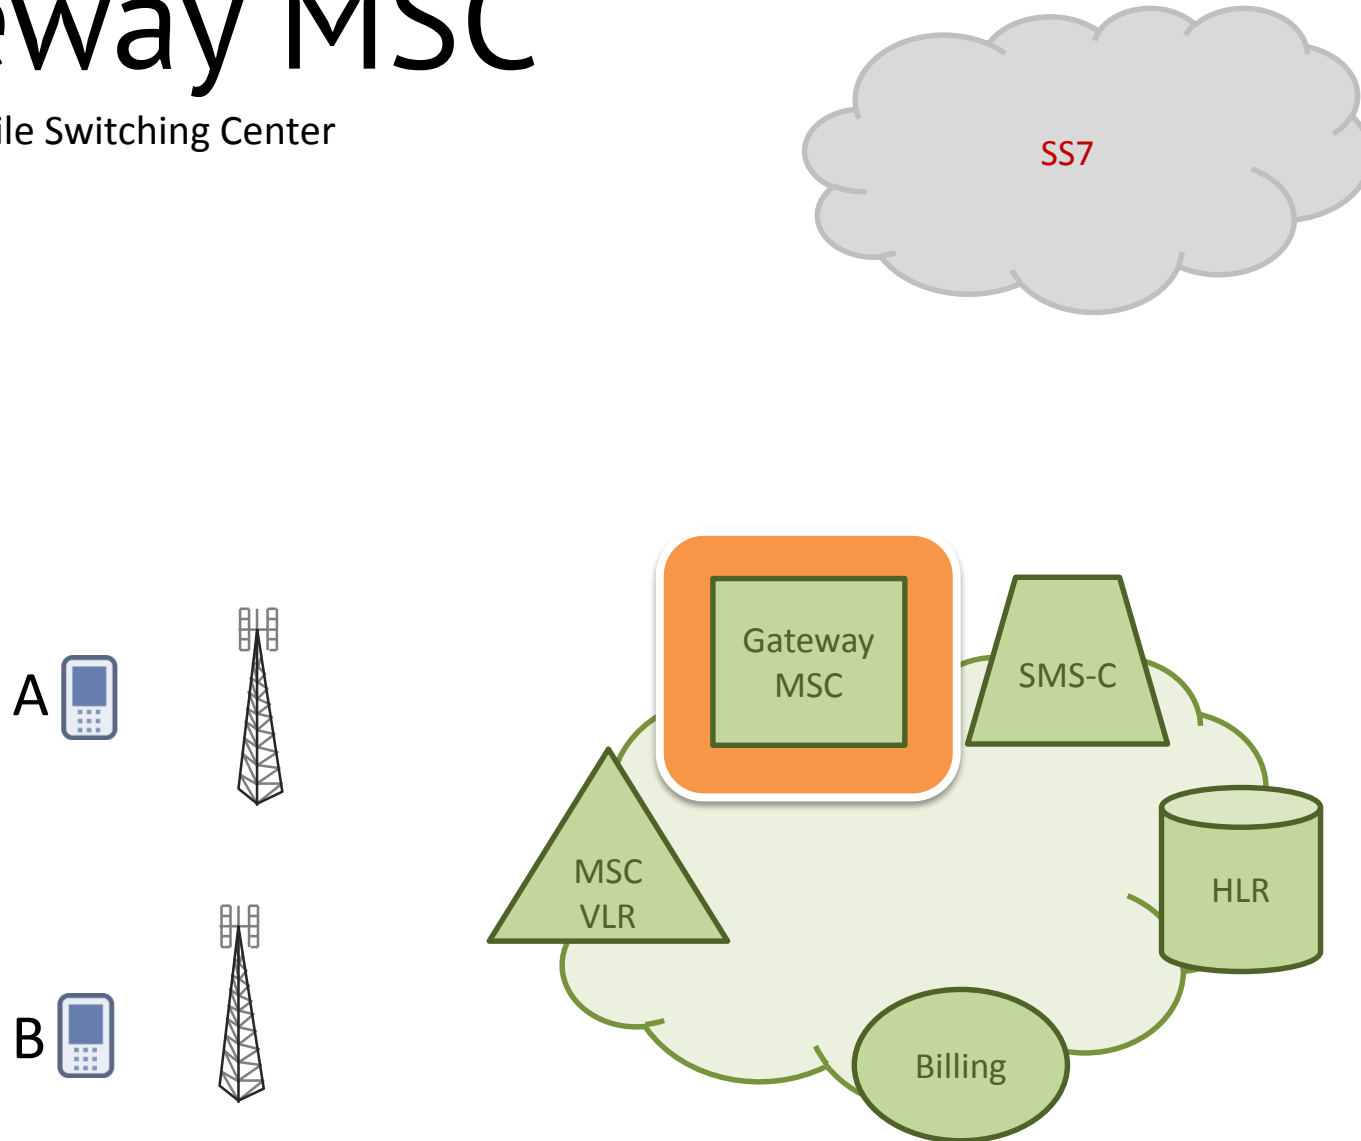 eway MSC
ile Switching Center
SS7
Gateway
MSC
SMS-C
A
MSC
VLR
HLR
B
Billing